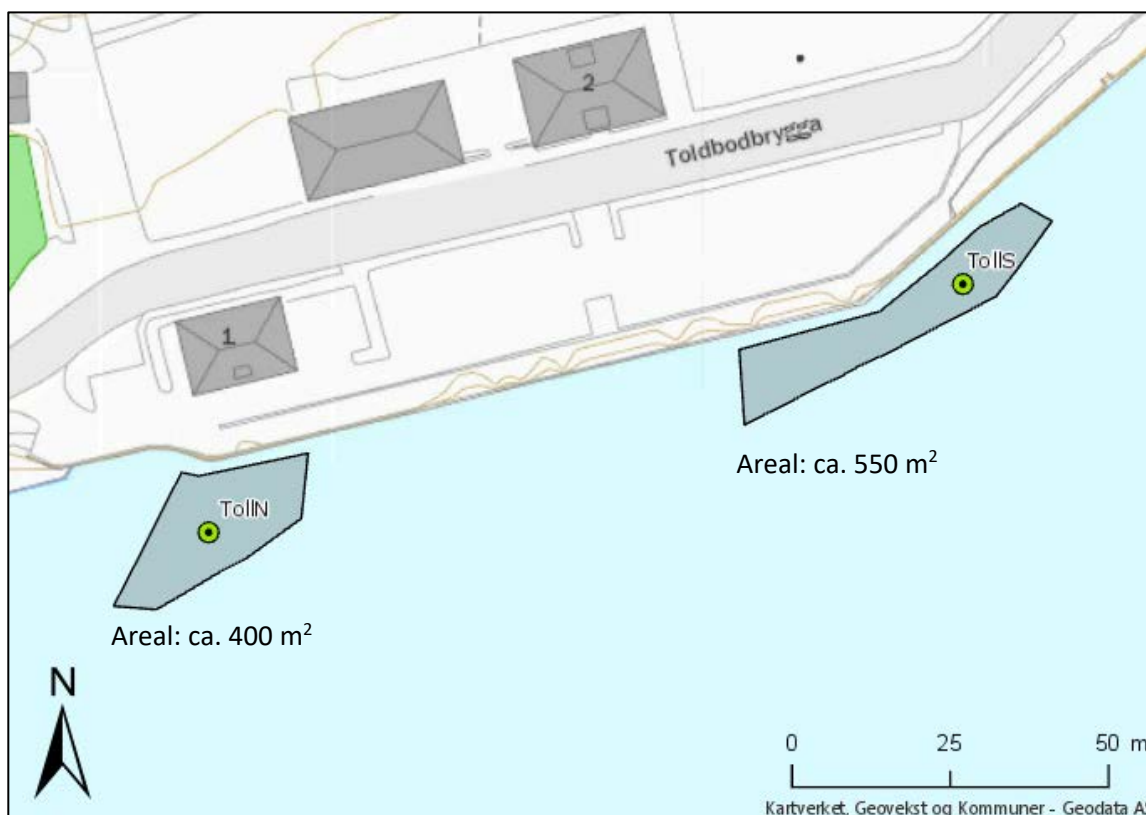 2
Toldbodbrygga
TollS
1
Areal: ca. 550 m²
TollN
Areal: ca. 400 m²
N
0 25 50 m
Kartverket, Geovekst og Kommuner - Geodata AS